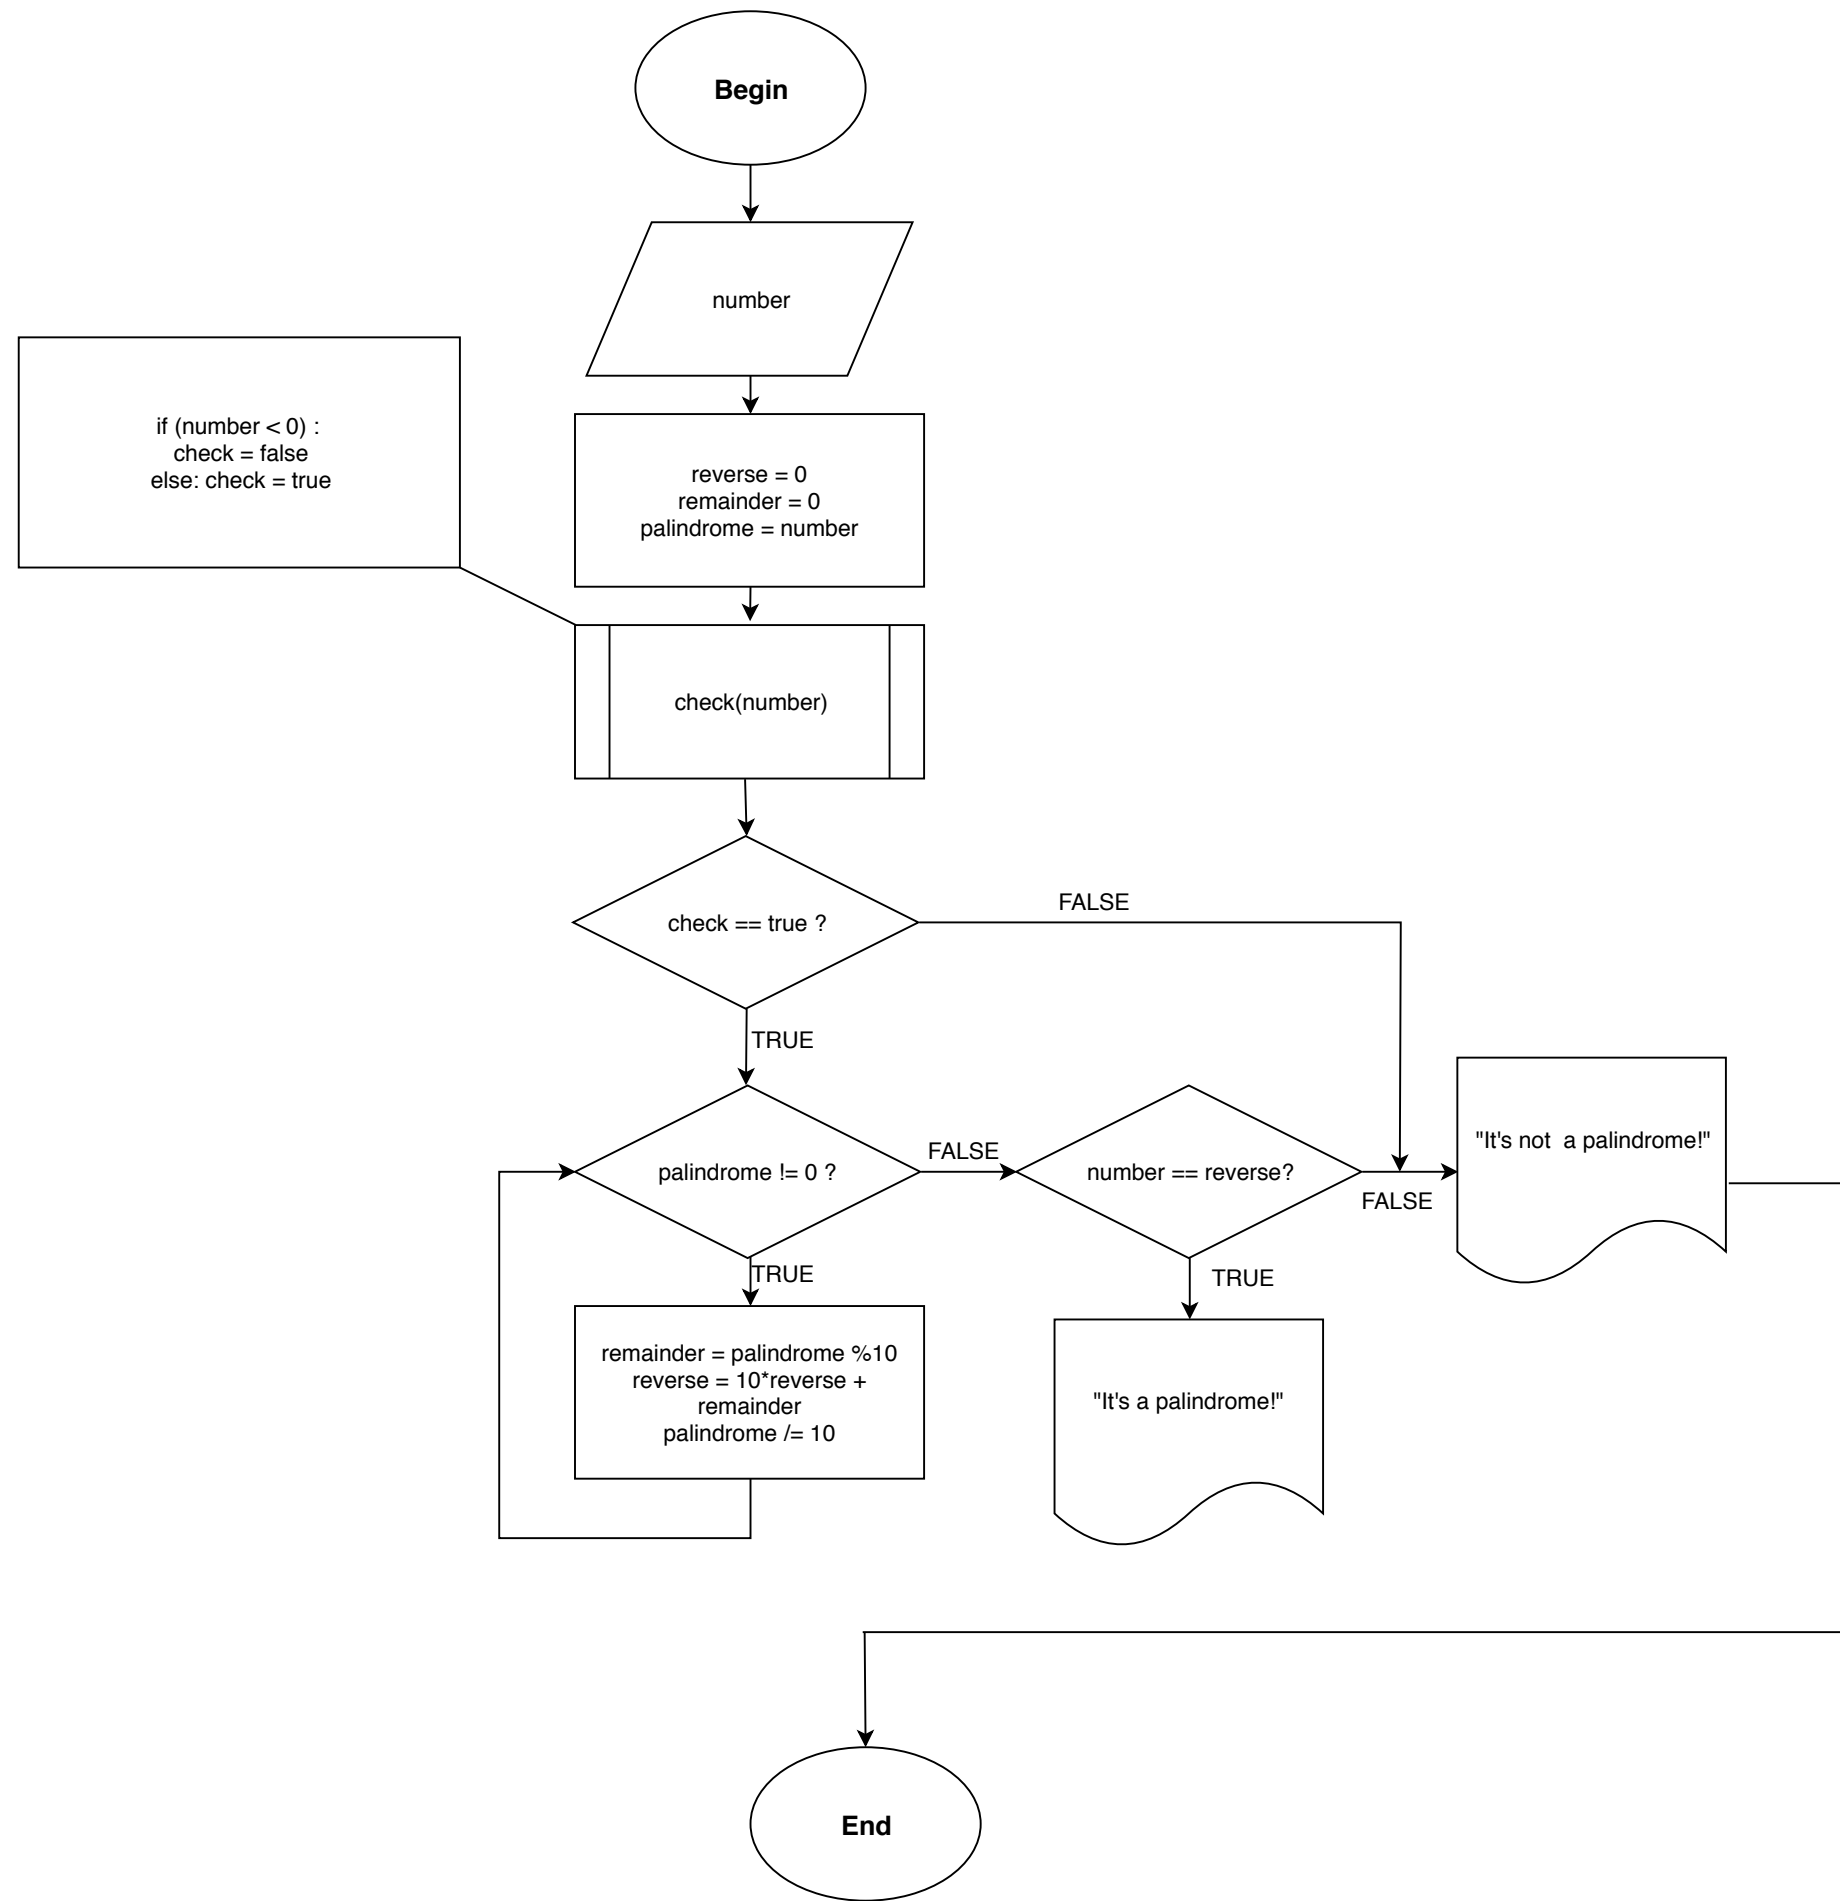 Begin
number
if (number < 0) :
check = false
else: check = true
reverse = 0
remainder = 0
palindrome = number
check(number)
check == true ?
FALSE
TRUE
palindrome != 0 ?
FALSE
number == reverse?
FALSE
"It's not  a palindrome!"
TRUE
TRUE
remainder = palindrome %10
reverse = 10*reverse +
remainder
palindrome /= 10
"It's a palindrome!"
End